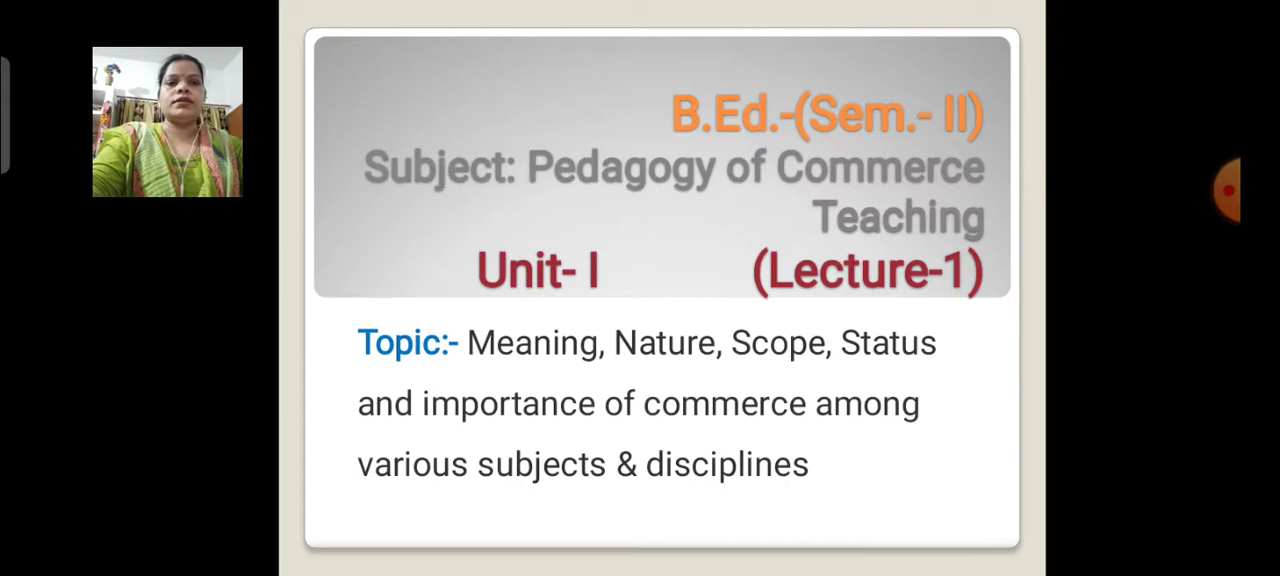 B.Ed.-(Sem.- II)
Subject: Pedagogy of Commerce
Teaching
Unit- I (Lecture-1)
Topic:- Meaning, Nature, Scope, Status
and importance of commerce among
various subjects & disciplines